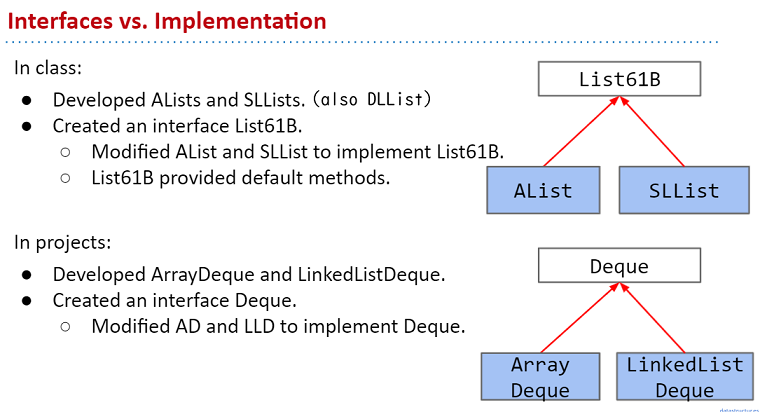 Interfaces vs. Implementation
In class:
● Developed ALists and SLLists. (also DLList)
● Created an interface List61B.
○ Modified AList and SLList to implement List61B.
○ List61B provided default methods.
List61B
AList
SLList
In projects:
● Developed ArrayDeque and LinkedListDeque.
● Created an interface Deque.
○ Modified AD and LLD to implement Deque.
Deque
Array
Deque
LinkedList
Deque